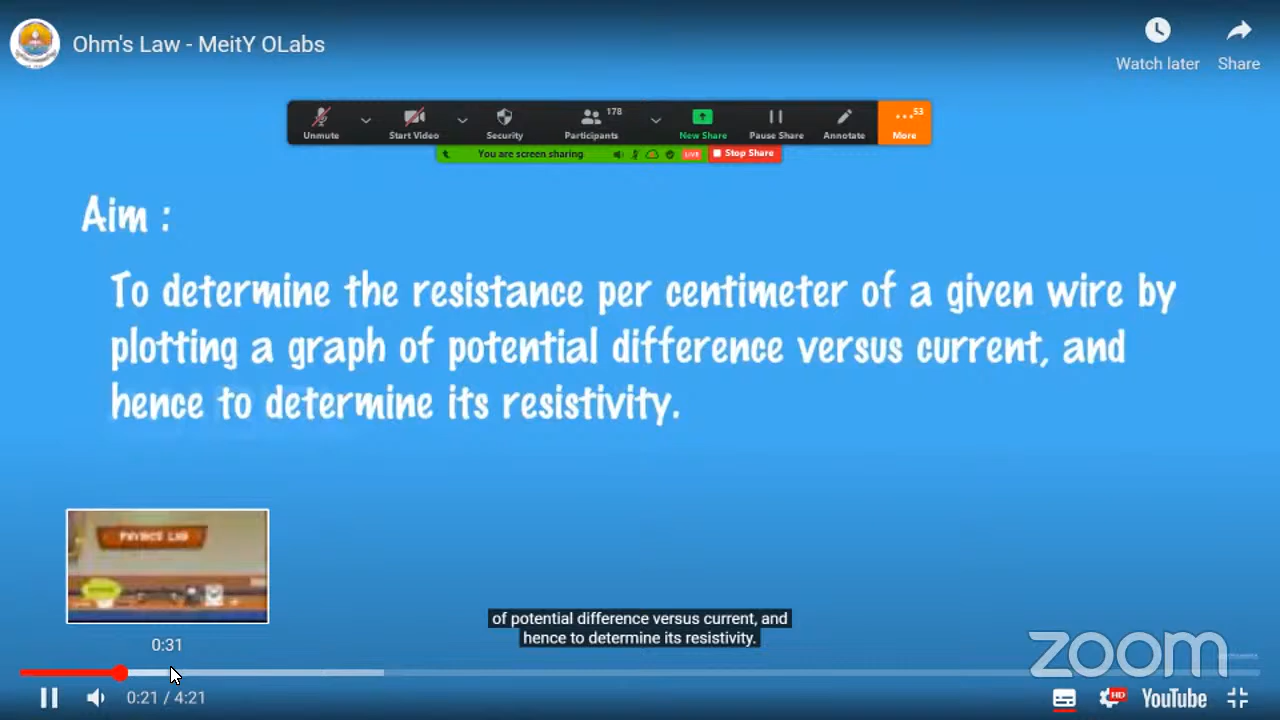 Ohm's Law - MeitY OLabs
Watch later
Share
178
53
Unmute
Start Video
Security
Participants
New Share
Pause Share
Annotate
More
You are screen sharing
LIVE
Stop Share
Aim :
To determine the resistance per centimeter of a given wire by
plotting a graph of potential difference versus current, and
hence to determine its resistivity.
PHYSICS LAB
of potential difference versus current, and
hence to determine its resistivity.
0:31
zoom
0:21 / 4:21
HD
YouTube